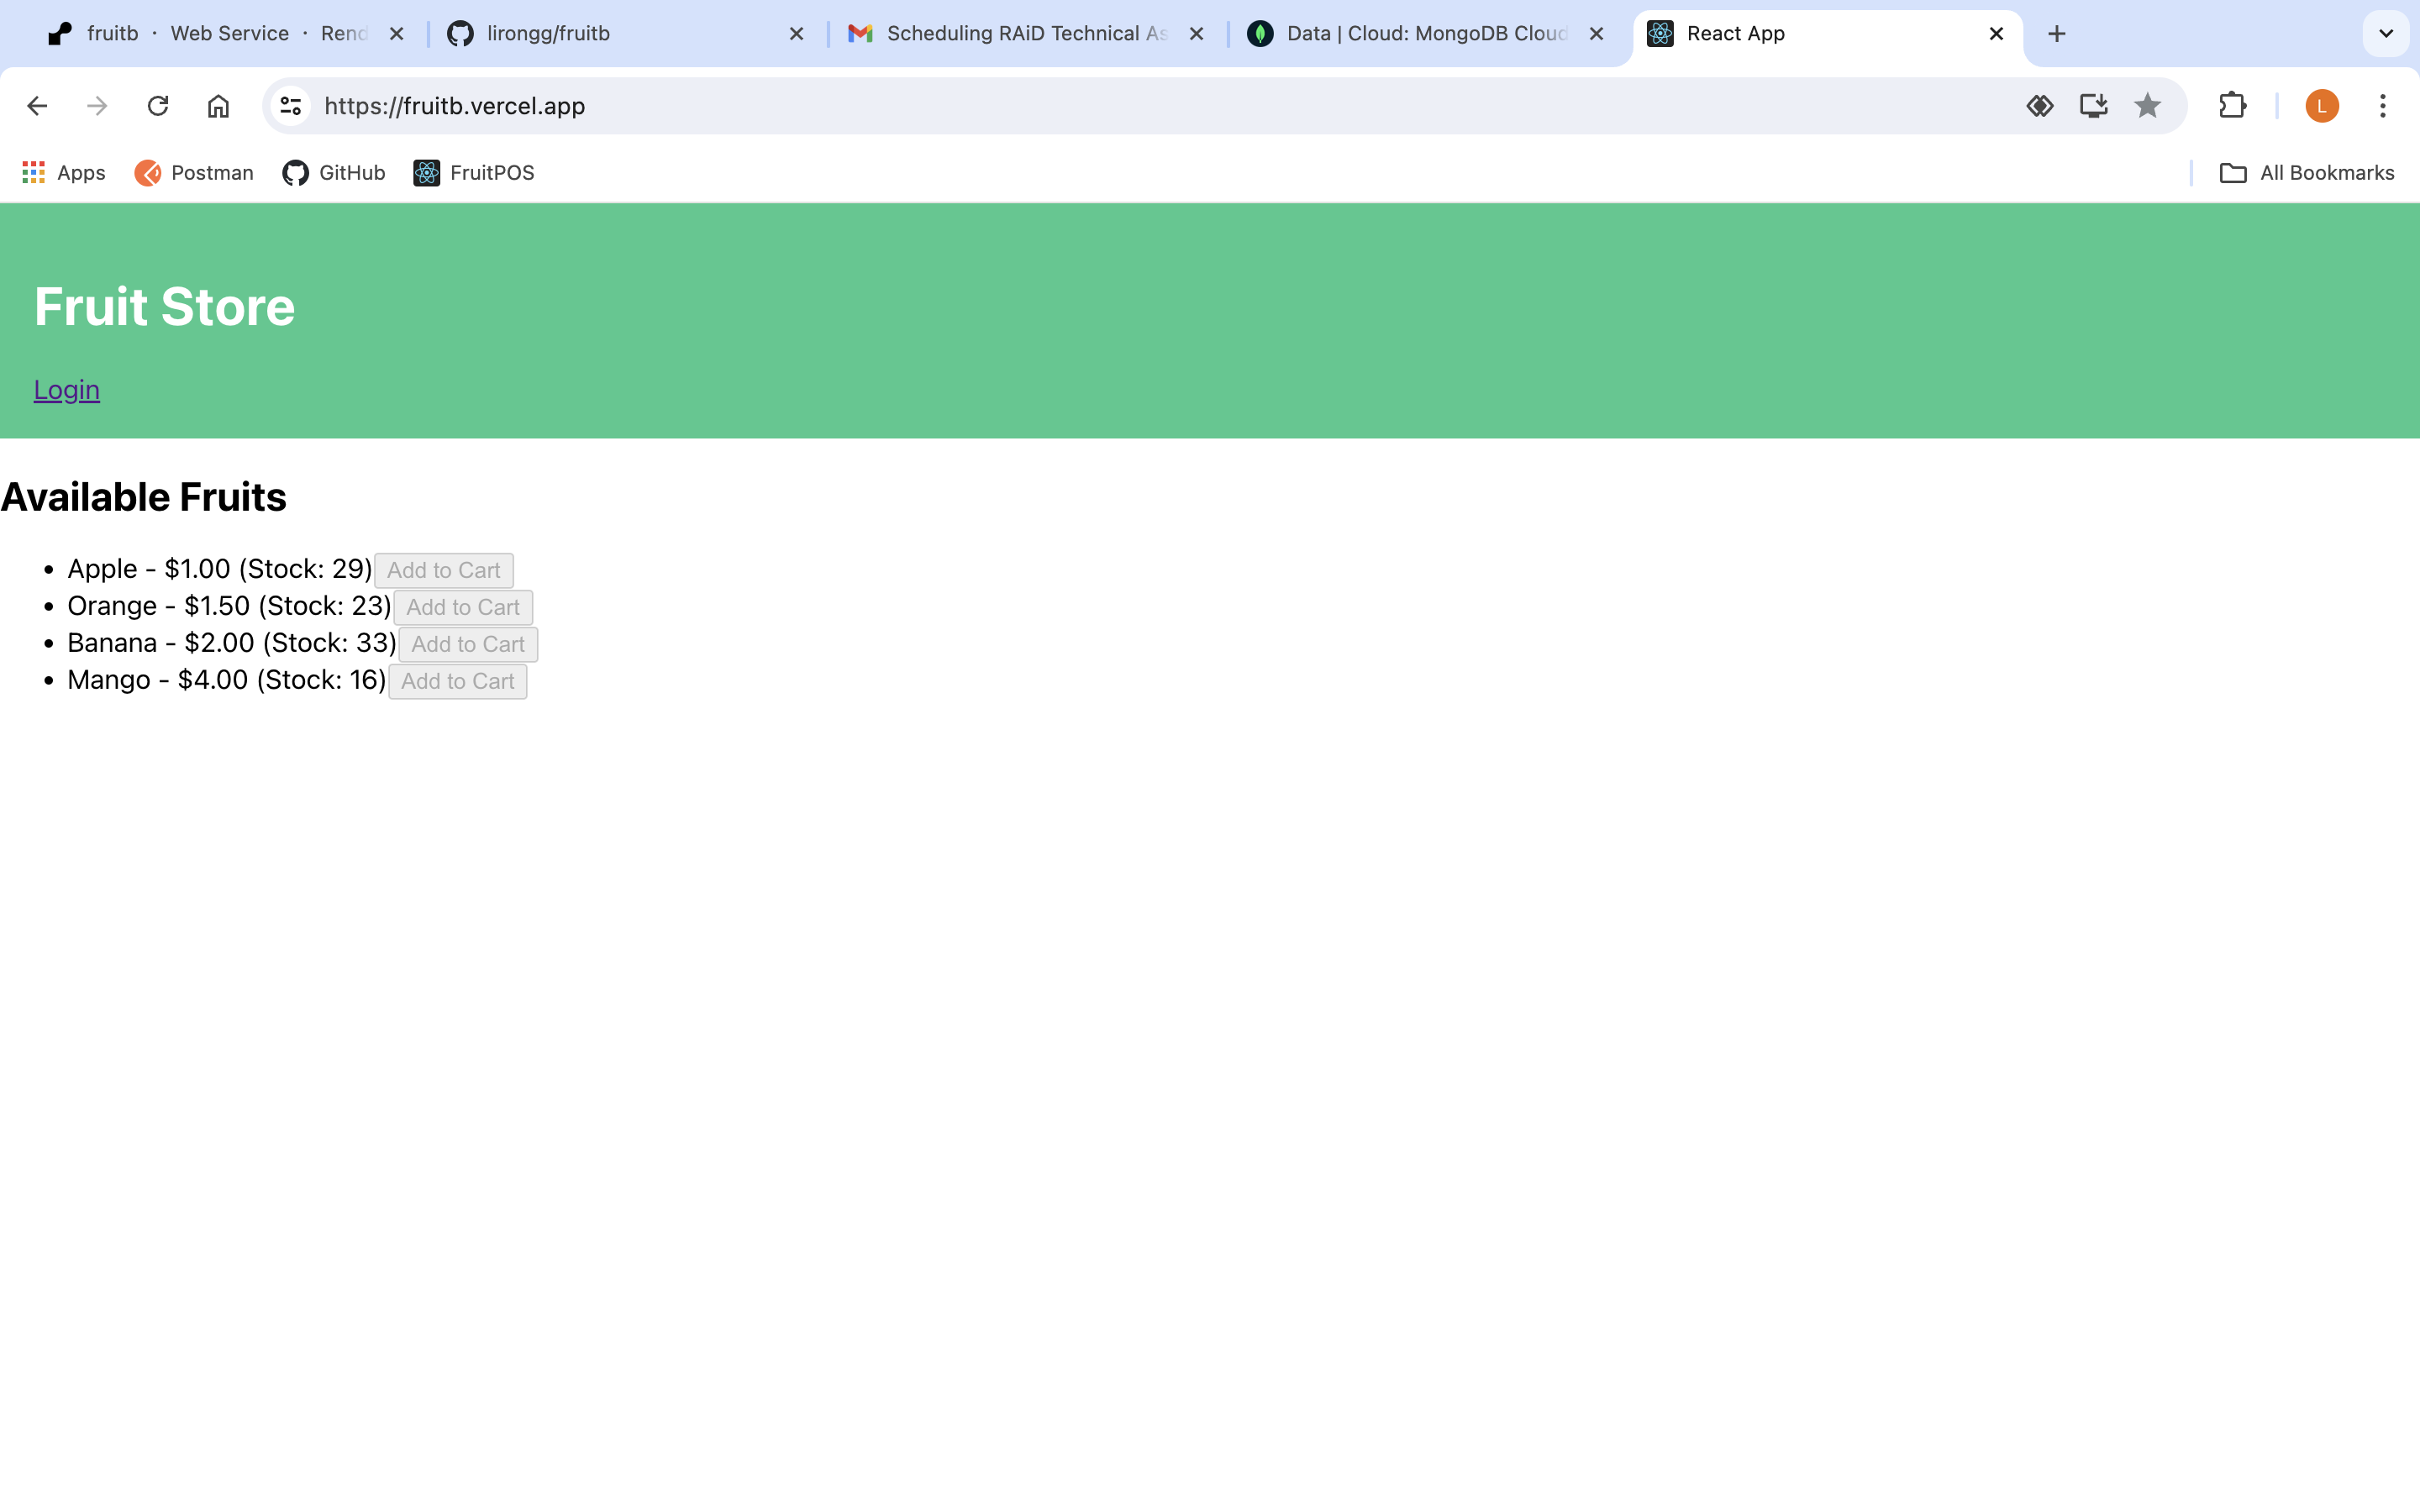 fruitb · Web Service · Rend
lirongg/fruitb
Scheduling RAiD Technical As
Data | Cloud: MongoDB Cloud
React App
https://fruitb.vercel.app
L
Apps
Postman
GitHub
FruitPOS
All Bookmarks
Fruit Store
Login
Available Fruits
• Apple - $1.00 (Stock: 29) Add to Cart
• Orange - $1.50 (Stock: 23) Add to Cart
• Banana - $2.00 (Stock: 33) Add to Cart
• Mango - $4.00 (Stock: 16) Add to Cart